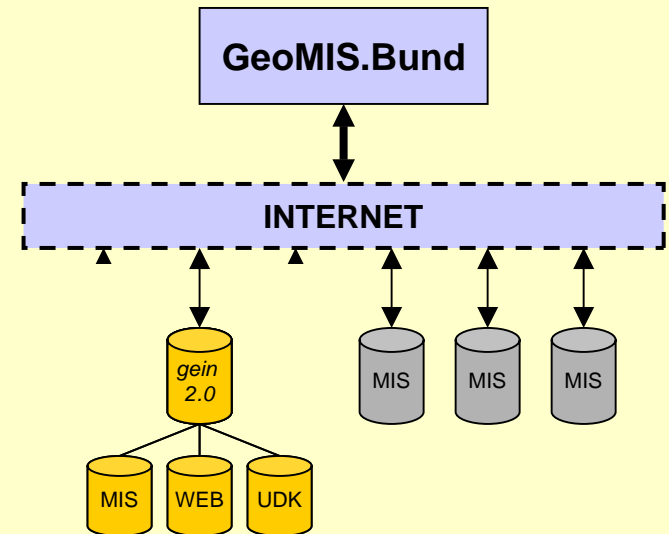 GeoMIS.Bund
INTERNET
gein
2.0
MIS
MIS
MIS
MIS
WEB
UDK